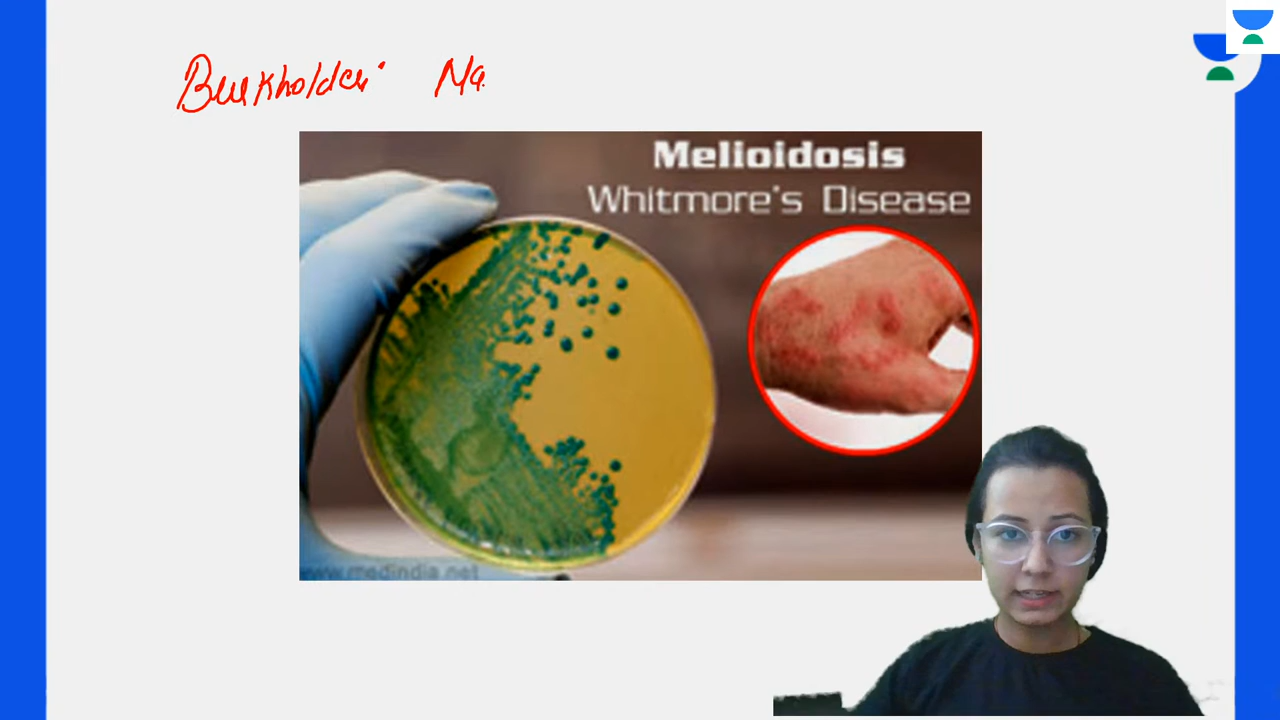 Burkholderi Ma
Melioidosis
Whitmore's Disease
www.medindia.net